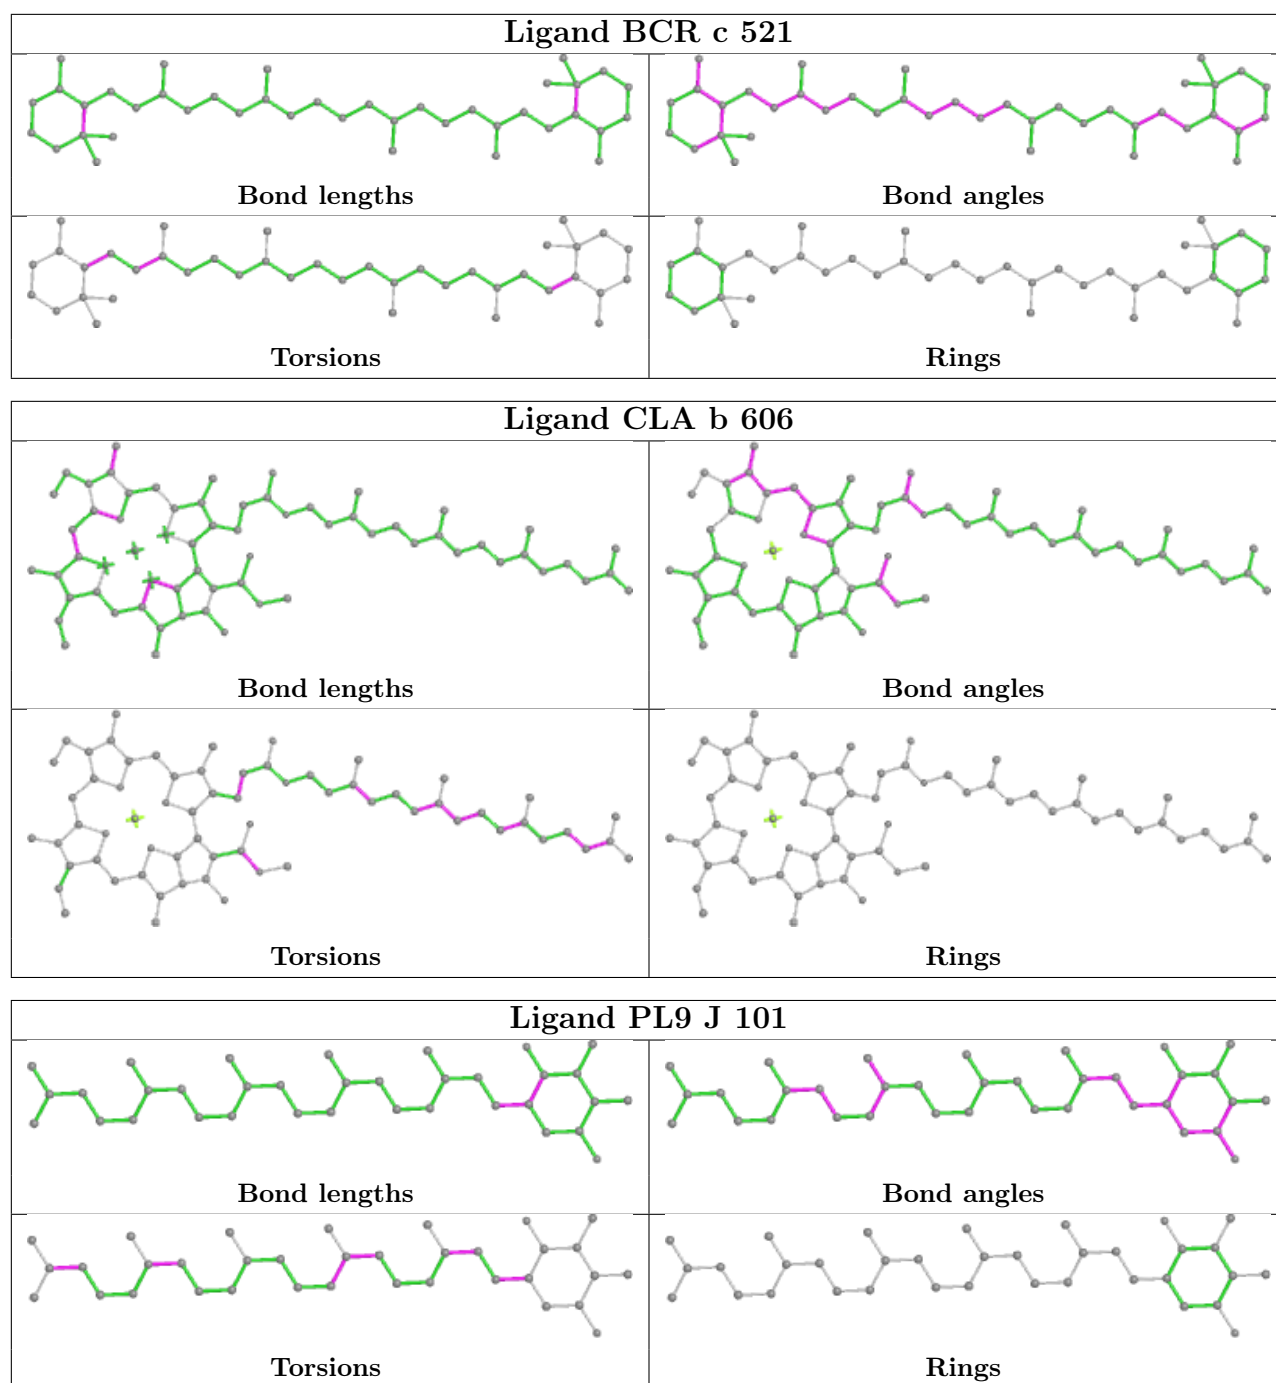 Ligand BCR c 521
Bond lengths
Bond angles
Torsions
Rings
Ligand CLA b 606
Bond lengths
Bond angles
Torsions
Rings
Ligand PL9 J 101
Bond lengths
Bond angles
Torsions
Rings